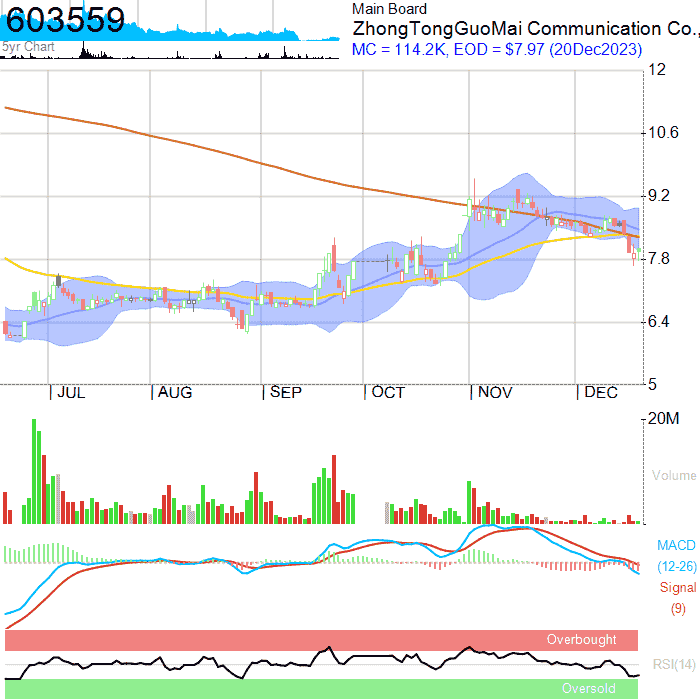 603559
5yr Chart
Main Board
ZhongTongGuoMai Communication Co.,
MC = 114.2K, EOD = $7.97 (20Dec2023)
12
10.6
9.2
7.8
6.4
5
JUL AUG SEP OCT NOV DEC
20M
Volume
MACD
(12-26)
Signal
(9)
Overbought
RSI(14)
Oversold